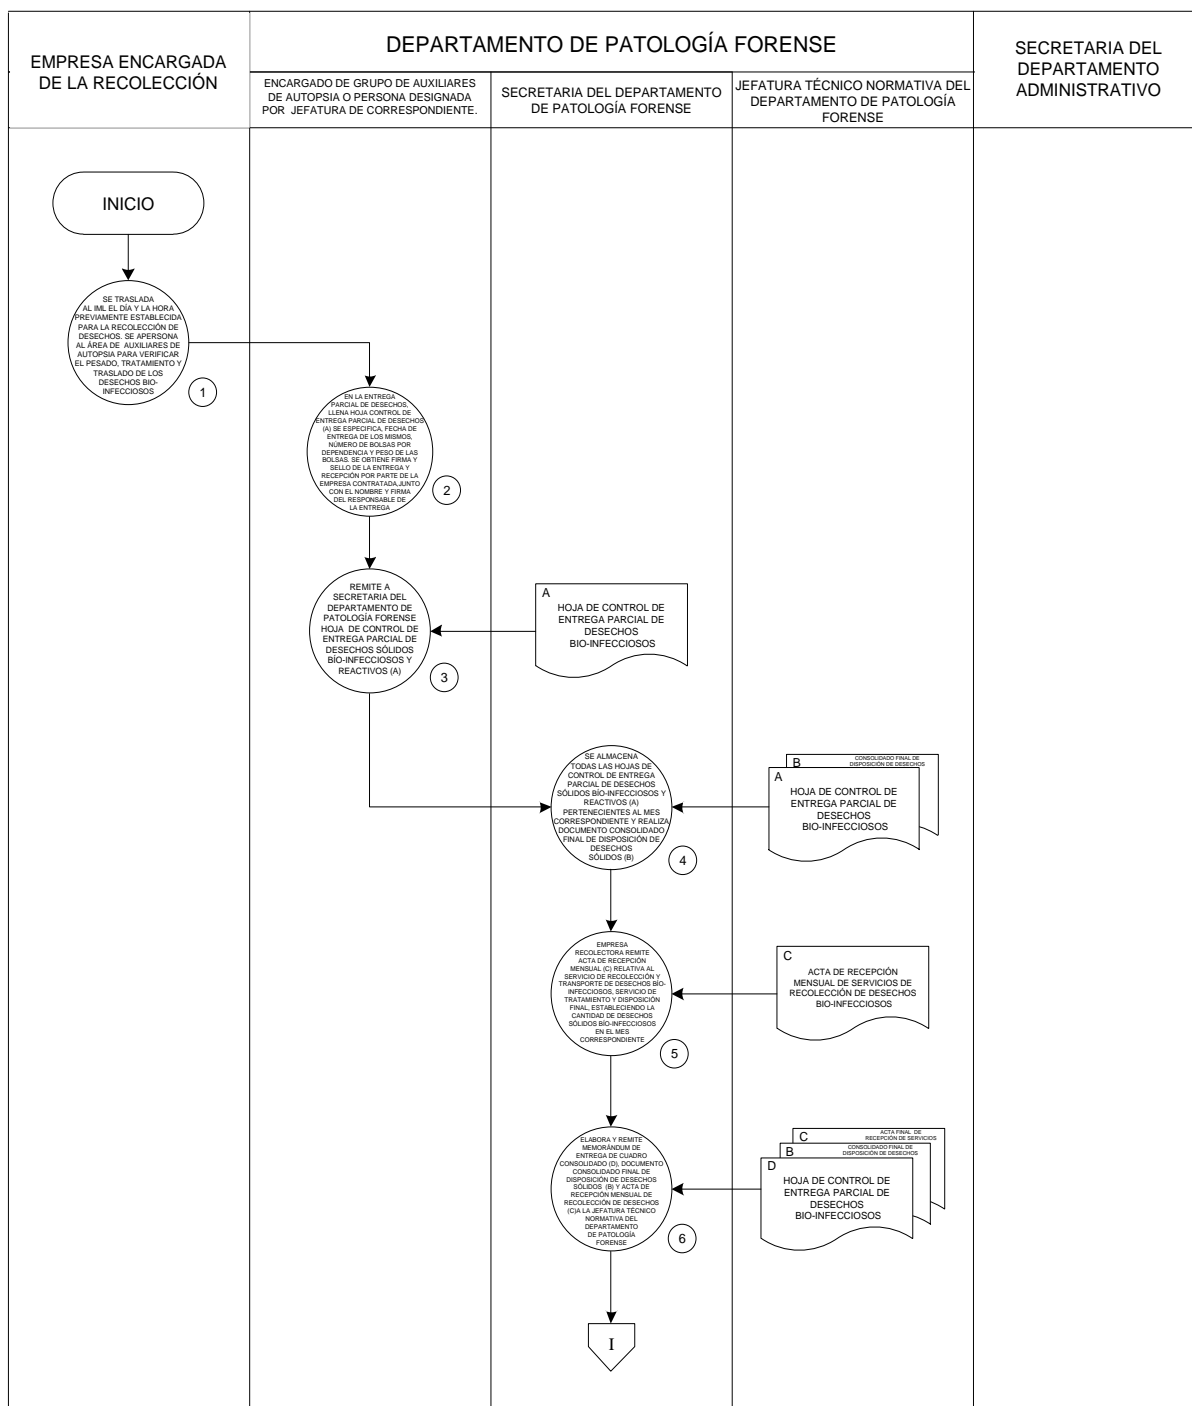 EMPRESA ENCARGADA
DE LA RECOLECCIÓN
DEPARTAMENTO DE PATOLOGÍA FORENSE
ENCARGADO DE GRUPO DE AUXILIARES
DE AUTOPSIA O PERSONA DESIGNADA
POR JEFATURA DE CORRESPONDIENTE.
SECRETARIA DEL DEPARTAMENTO
DE PATOLOGÍA FORENSE
JEFATURA TÉCNICO NORMATIVA DEL
DEPARTAMENTO DE PATOLOGÍA
FORENSE
SECRETARIA DEL
DEPARTAMENTO
ADMINISTRATIVO
INICIO
SE TRASLADA
AL IML EL DÍA Y LA HORA
PREVIAMENTE ESTABLECIDA
PARA LA RECOLECCIÓN DE
DESECHOS. SE APERSONA
AL ÁREA DE AUXILIARES DE
AUTOPSIA PARA VERIFICAR
EL PESADO, TRATAMIENTO Y
TRASLADO DE LOS
DESECHOS BIO-
INFECCIOSOS
1
EN LA ENTREGA
PARCIAL DE DESECHOS,
LLENA HOJA CONTROL DE
ENTREGA PARCIAL DE DESECHOS
(A) SE ESPECIFICA, FECHA DE
ENTREGA DE LOS MISMOS,
NÚMERO DE BOLSAS POR
DEPENDENCIA Y PESO DE LAS
BOLSAS. SE OBTIENE FIRMA Y
SELLO DE LA ENTREGA Y
RECEPCIÓN POR PARTE DE LA
EMPRESA CONTRATADA,JUNTO
CON EL NOMBRE Y FIRMA
DEL RESPONSABLE DE
LA ENTREGA
2
REMITE A
SECRETARIA DEL
DEPARTAMENTO DE
PATOLOGÍA FORENSE
HOJA DE CONTROL DE
ENTREGA PARCIAL DE
DESECHOS SÓLIDOS
BÍO-INFECCIOSOS Y
REACTIVOS (A)
3
A
HOJA DE CONTROL DE
ENTREGA PARCIAL DE
DESECHOS
BIO-INFECCIOSOS
SE ALMACENA
TODAS LAS HOJAS DE
CONTROL DE ENTREGA
PARCIAL DE DESECHOS
SÓLIDOS BÍO-INFECCIOSOS Y
REACTIVOS (A)
PERTENECIENTES AL MES
CORRESPONDIENTE Y REALIZA
DOCUMENTO CONSOLIDADO
FINAL DE DISPOSICIÓN DE
DESECHOS
SÓLIDOS (B)
4
B
CONSOLIDADO FINAL DE
DISPOSICIÓN DE DESECHOS
A
HOJA DE CONTROL DE
ENTREGA PARCIAL DE
DESECHOS
BIO-INFECCIOSOS
EMPRESA
RECOLECTORA REMITE
ACTA DE RECEPCIÓN
MENSUAL (C) RELATIVA AL
SERVICIO DE RECOLECCIÓN Y
TRANSPORTE DE DESECHOS BÍO-
INFECCIOSOS, SERVICIO DE
TRATAMIENTO Y DISPOSICIÓN
FINAL, ESTABLECIENDO LA
CANTIDAD DE DESECHOS
SÓLIDOS BÍO-INFECCIOSOS
EN EL MES
CORRESPONDIENTE
5
C
ACTA DE RECEPCIÓN
MENSUAL DE SERVICIOS DE
RECOLECCIÓN DE DESECHOS
BIO-INFECCIOSOS
ELABORA Y REMITE
MEMORÁNDUM DE
ENTREGA DE CUADRO
CONSOLIDADO (D), DOCUMENTO
CONSOLIDADO FINAL DE
DISPOSICIÓN DE DESECHOS
SÓLIDOS (B) Y ACTA DE
RECEPCIÓN MENSUAL DE
RECOLECCIÓN DE DESECHOS
(C)A LA JEFATURA TÉCNICO
NORMATIVA DEL
DEPARTAMENTO
DE PATOLOGÍA
FORENSE
6
C
ACTA FINAL DE
RECEPCIÓN DE SERVICIOS
B
CONSOLIDADO FINAL DE
DISPOSICIÓN DE DESECHOS
D
HOJA DE CONTROL DE
ENTREGA PARCIAL DE
DESECHOS
BIO-INFECCIOSOS
I